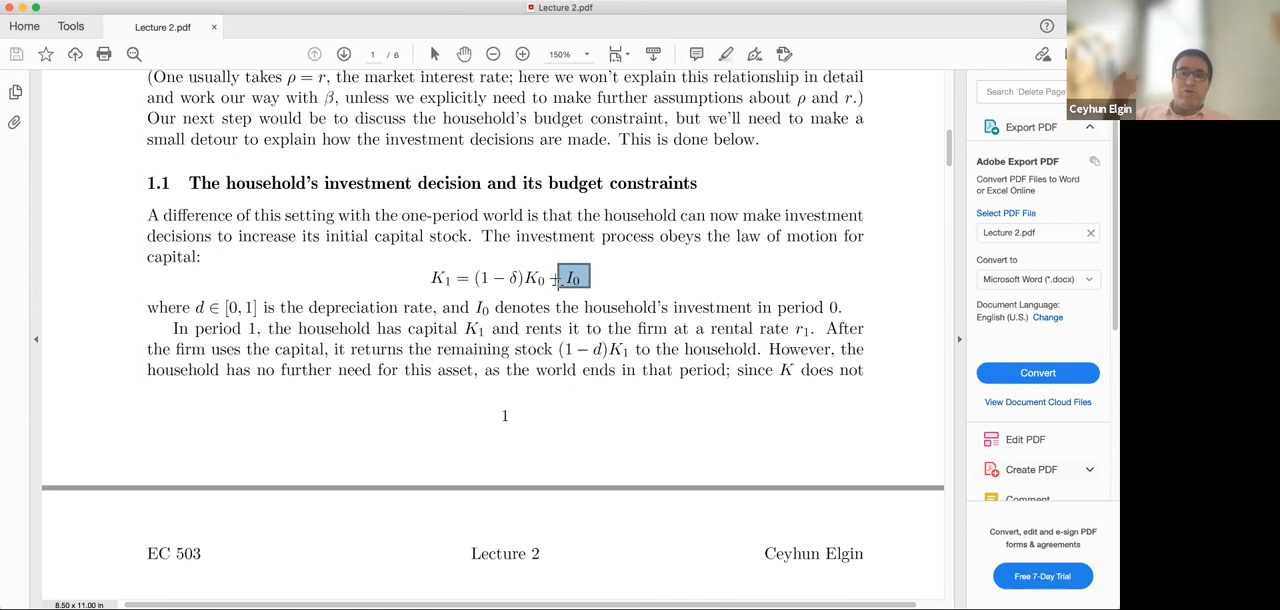 Lecture 2.pdf
Home
Tools
Lecture 2.pdf
×
1 / 6
150%
(One usually takes ρ = r, the market interest rate; here we won't explain this relationship in detail
and work our way with β, unless we explicitly need to make further assumptions about ρ and r.)
Our next step would be to discuss the household's budget constraint, but we'll need to make a
small detour to explain how the investment decisions are made. This is done below.
1.1 The household's investment decision and its budget constraints
A difference of this setting with the one-period world is that the household can now make investment
decisions to increase its initial capital stock. The investment process obeys the law of motion for
capital:
K₁ = (1 − δ)K₀ + I₀
where d ∈ [0, 1] is the depreciation rate, and I₀ denotes the household's investment in period 0.
In period 1, the household has capital K₁ and rents it to the firm at a rental rate r₁. After
the firm uses the capital, it returns the remaining stock (1 − d)K₁ to the household. However, the
household has no further need for this asset, as the world ends in that period; since K does not
1
EC 503
Lecture 2
Ceyhun Elgin
8.50 x 11.00 in
Ceyhun Elgin
Search 'Delete Page
Export PDF
Adobe Export PDF
Convert PDF Files to Word
or Excel Online
Select PDF File
Lecture 2.pdf
Convert to
Microsoft Word (*.docx)
Document Language:
English (U.S.) Change
Convert
View Document Cloud Files
Edit PDF
Create PDF
Comment
Convert, edit and e-sign PDF
forms & agreements
Free 7-Day Trial